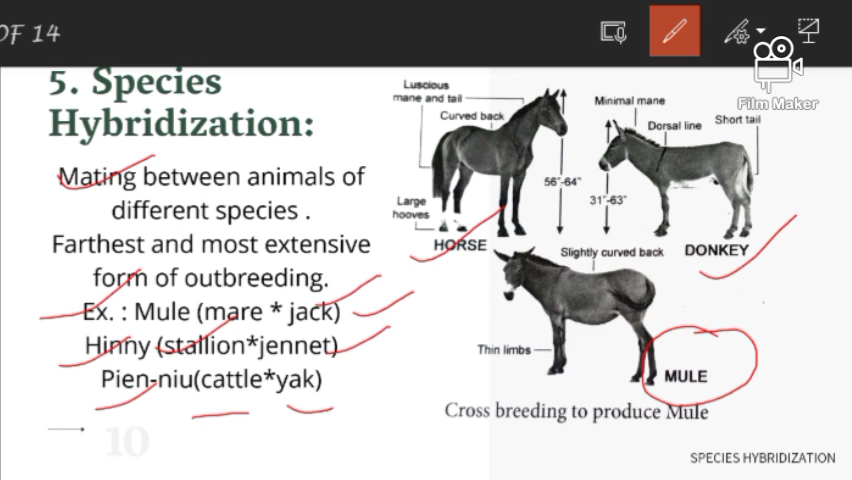 OF 14
Film Maker
5. Species
Hybridization:
Mating between animals of
different species .
Farthest and most extensive
form of outbreeding.
Ex. : Mule (mare * jack)
Hinny (stallion*jennet)
Pien-niu(cattle*yak)
10
Luscious
mane and tail
Curved back
Large
hooves
56"-64"
HORSE
Minimal mane
Dorsal line
Short tail
31"-63"
DONKEY
Slightly curved back
Thin limbs
MULE
Cross breeding to produce Mule
SPECIES HYBRIDIZATION